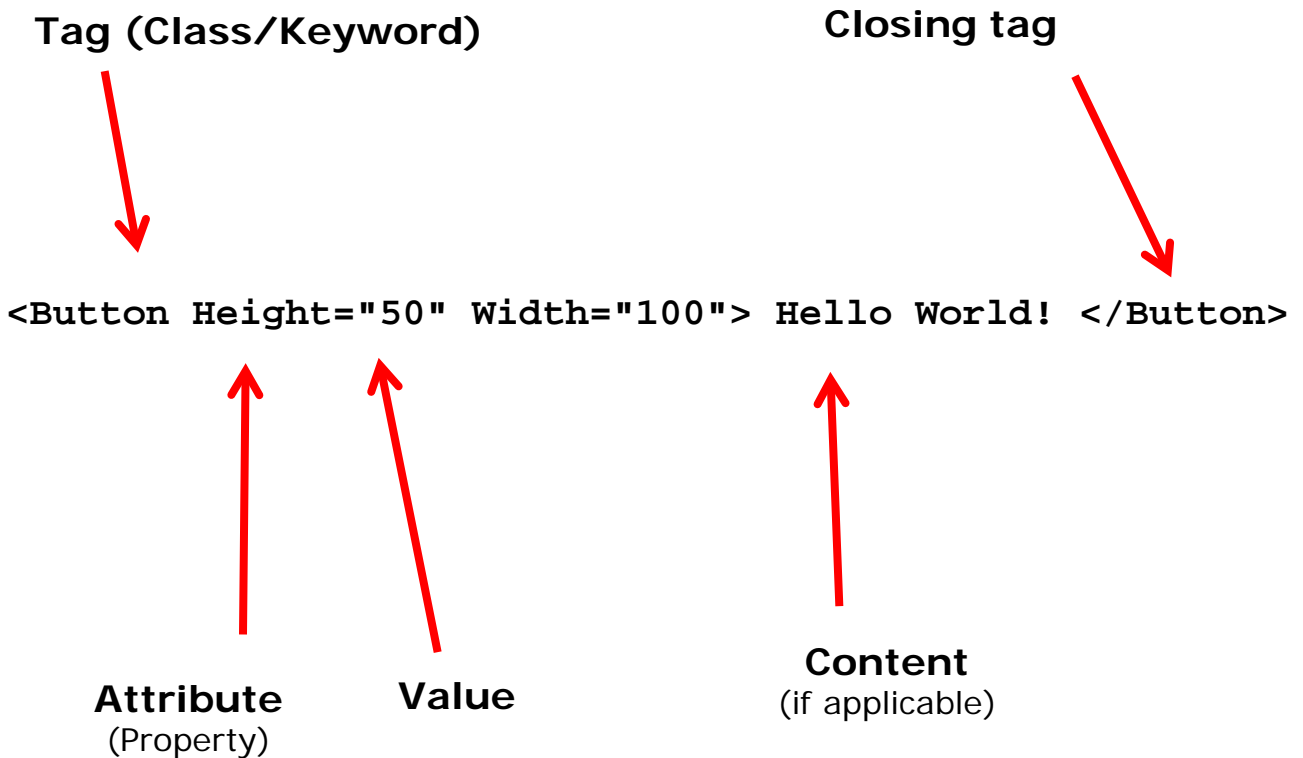 Tag (Class/Keyword)
Closing tag
<Button Height="50" Width="100"> Hello World! </Button>
Attribute
(Property)
Value
Content
(if applicable)